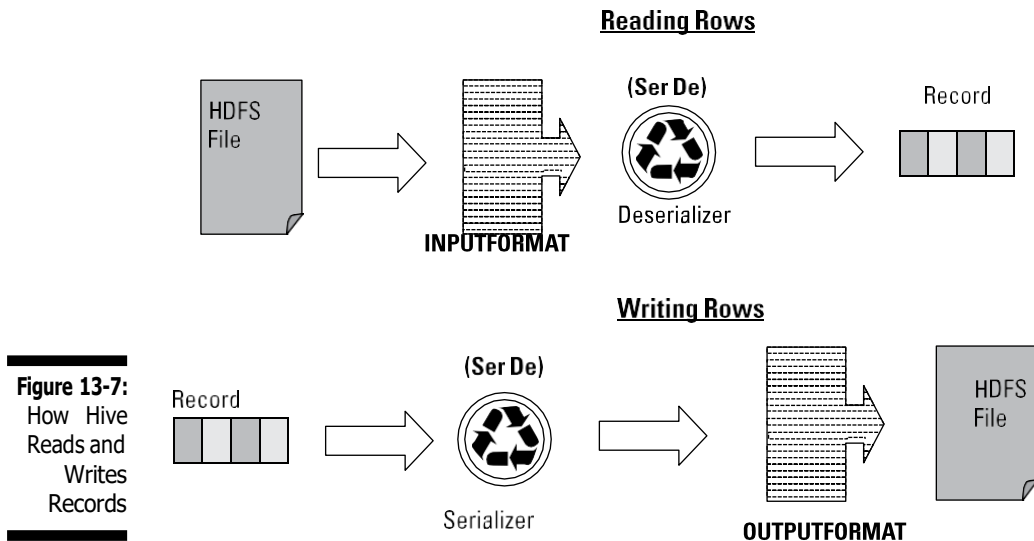 Reading Rows
HDFS
File
INPUTFORMAT
(Ser De)
Deserializer
Record
Writing Rows
Figure 13-7:
How Hive
Reads and
Writes
Records
Record
(Ser De)
Serializer
OUTPUTFORMAT
HDFS
File